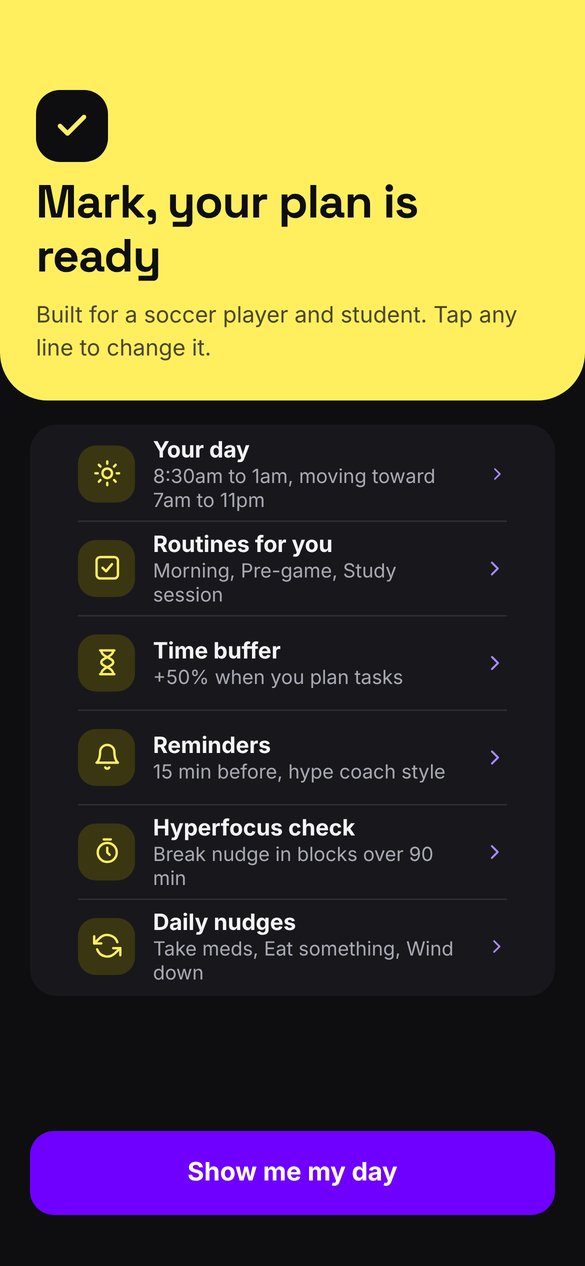 Mark, your plan is
ready
Built for a soccer player and student. Tap any
line to change it.
Your day
8:30am to 1am, moving toward
7am to 11pm
Routines for you
Morning, Pre-game, Study
session
Time buffer
+50% when you plan tasks
Reminders
15 min before, hype coach style
Hyperfocus check
Break nudge in blocks over 90
min
Daily nudges
Take meds, Eat something, Wind
down
Show me my day